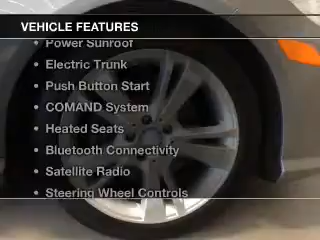 VEHICLE FEATURES
• Power Sunroof
• Electric Trunk
• Push Button Start
• COMAND System
• Heated Seats
• Bluetooth Connectivity
• Satellite Radio
• Steering Wheel Controls